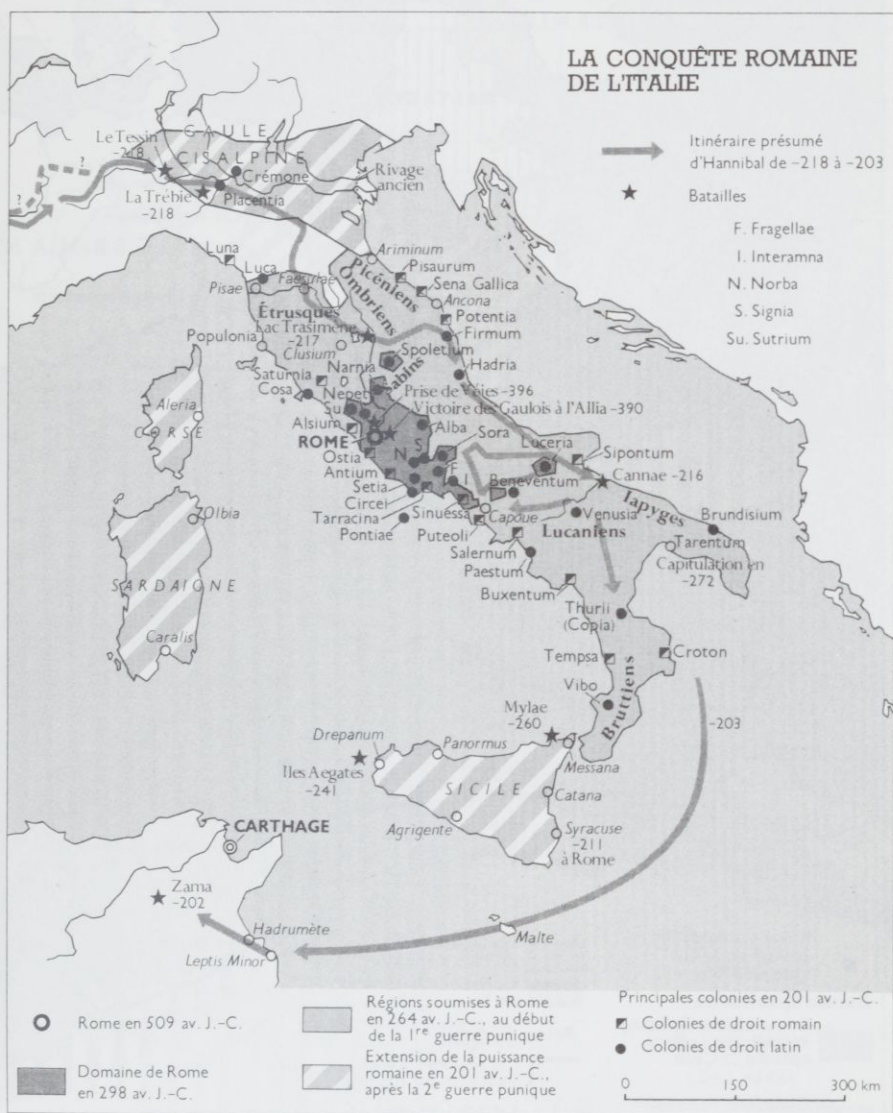 LA CONQUÊTE ROMAINE
DE L'ITALIE
Itinéraire présumé
d'Hannibal de -218 à -203
Batailles
F. Fragellae
I. Interamna
N. Norba
S. Signia
Su. Sutrium
GAULE
CISALPINE
Le Tessin
-218
?
?
Crémone
Rivage
ancien
La Trébie
-218
Placentia
Luna
Luca
Pisae
Faesulae
Ariminum
Pisaurum
Sena Gallica
Ancona
Picéniens
Ombriens
Potentia
Firmum
Étrusques
Lac Trasimène
-217
Populonia
Clusium
Spoletium
Hadria
Saturnia
Narnia
Sabins
Cosa
Nepet
Prise de Véies -396
Su.
Victoire des Gaulois à l'Allia -390
Aleria
CORSE
Alsium
Alba
ROME
Sora
Luceria
Ostia
N
S
Sipontum
Antium
F
I
Cannae -216
Setia
Beneventum
Iapyges
Circei
Sinuessa
Capoue
Venusia
Brundisium
Olbia
Tarracina
Lucaniens
Pontiae
Puteoli
Tarentum
Salernum
Capitulation en
-272
Paestum
SARDAIGNE
Buxentum
Thurii
(Copia)
Caralis
Tempsa
Croton
Vibo
Bruttiens
Mylae
-260
-203
Drepanum
Panormus
Messana
Iles Aegates
-241
SICILE
Catana
Agrigente
Syracuse
-211
à Rome
CARTHAGE
Zama
-202
Hadrumète
Malte
Leptis Minor
Rome en 509 av. J.-C.
Domaine de Rome
en 298 av. J.-C.
Régions soumises à Rome
en 264 av. J.-C., au début
de la 1re guerre punique
Extension de la puissance
romaine en 201 av. J.-C.,
après la 2e guerre punique
Principales colonies en 201 av. J.-C.
Colonies de droit romain
Colonies de droit latin
0 150 300 km